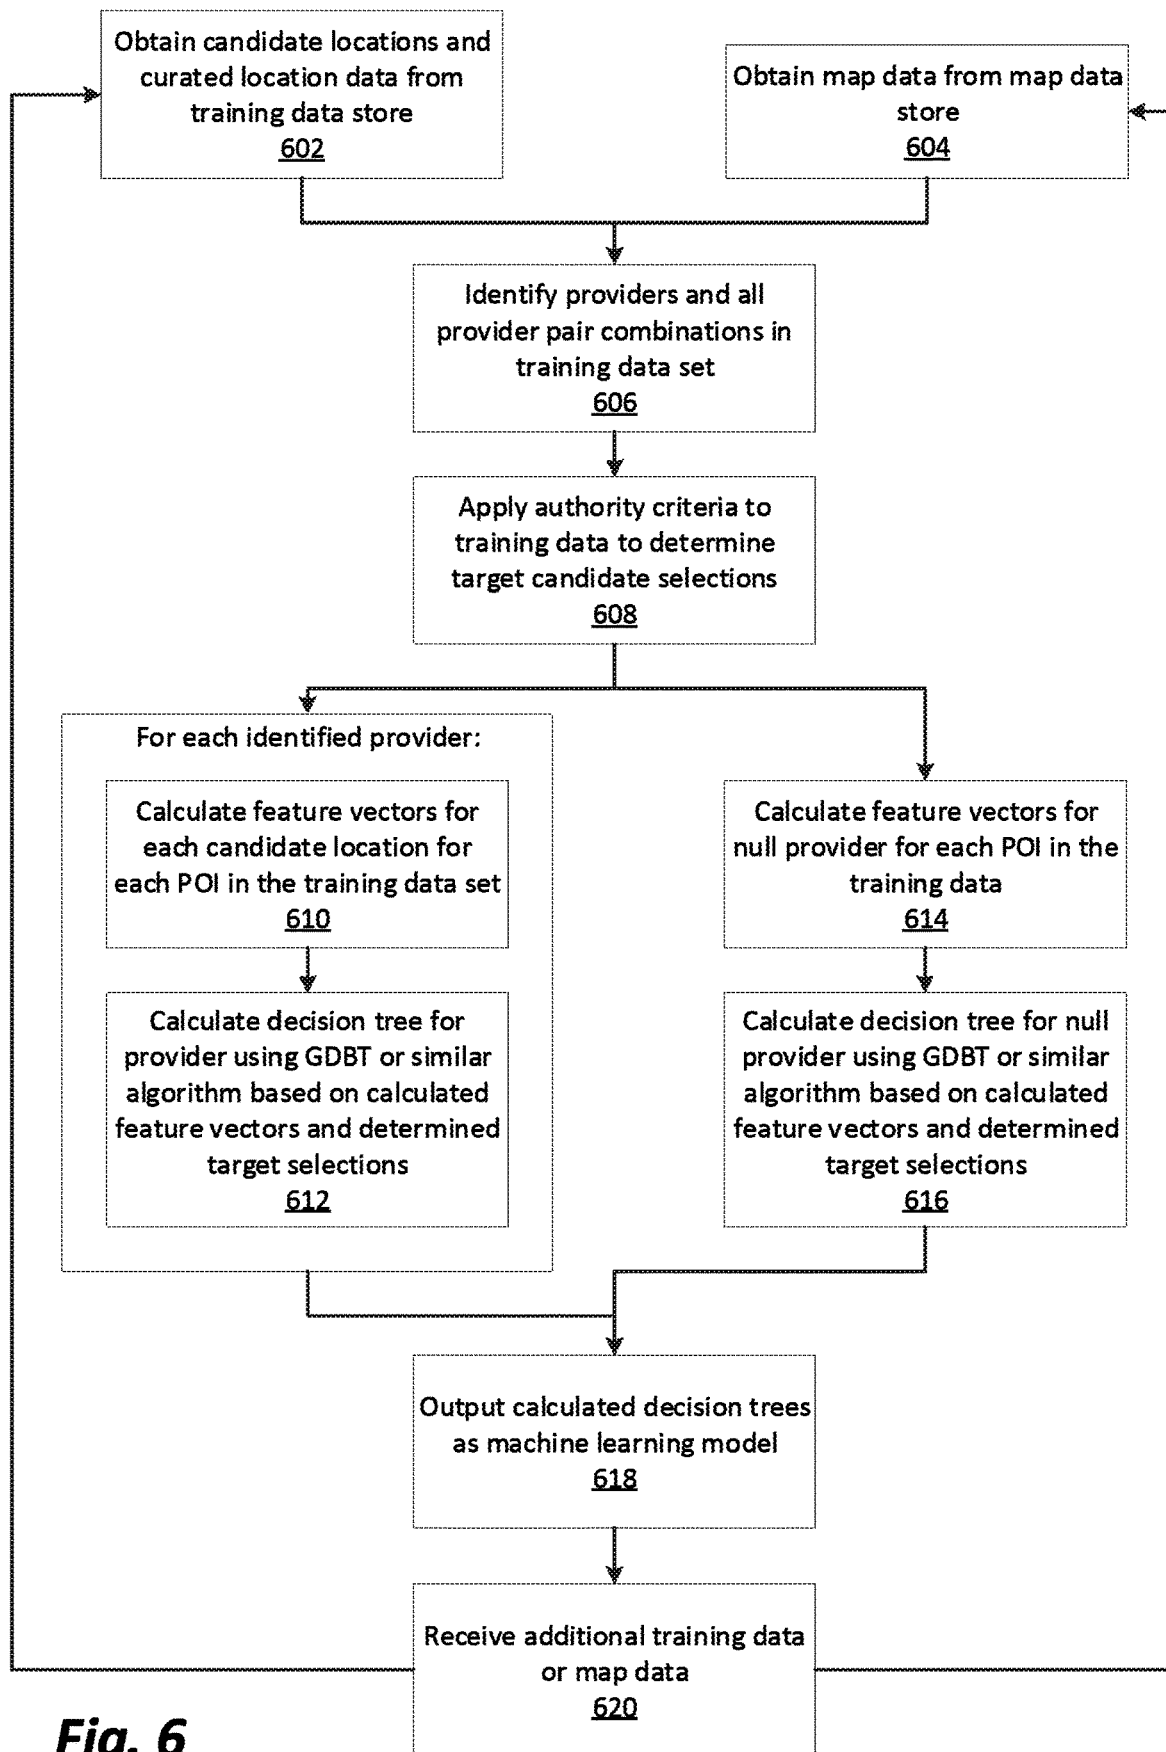 Obtain candidate locations and
curated location data from
training data store
602
Obtain map data from map data
store
604
Identify providers and all
provider pair combinations in
training data set
606
Apply authority criteria to
training data to determine
target candidate selections
608
For each identified provider:
Calculate feature vectors for
each candidate location for
each POI in the training data set
610
Calculate decision tree for
provider using GDBT or similar
algorithm based on calculated
feature vectors and determined
target selections
612
Calculate feature vectors for
null provider for each POI in the
training data
614
Calculate decision tree for null
provider using GDBT or similar
algorithm based on calculated
feature vectors and determined
target selections
616
Output calculated decision trees
as machine learning model
618
Receive additional training data
or map data
620
Fig. 6